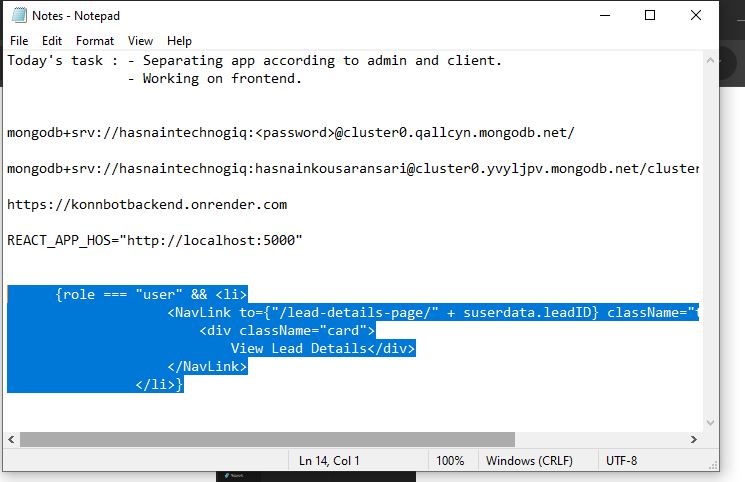 Notes - Notepad
File Edit Format View Help
Today's task : - Separating app according to admin and client.
- Working on frontend.
mongodb+srv://hasnaintechnogiq:<password>@cluster0.qallcyn.mongodb.net/
mongodb+srv://hasnaintechnogiq:hasnainkousaransari@cluster0.yvyljpv.mongodb.net/cluster
https://konnbotbackend.onrender.com
REACT_APP_HOS="http://localhost:5000"
{role === "user" && <li>
<NavLink to={"/lead-details-page/" + suserdata.leadID} className="t
<div className="card">
View Lead Details</div>
</NavLink>
</li>}
Ln 14, Col 1 100% Windows (CRLF) UTF-8